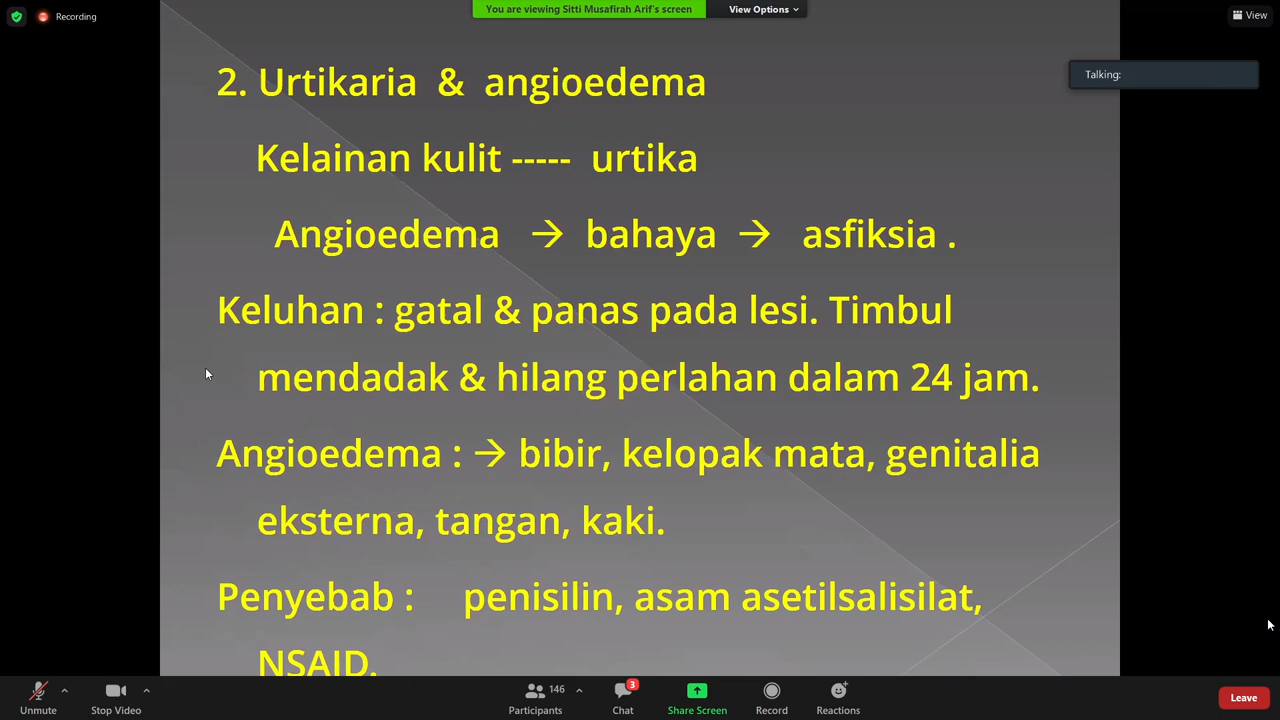 Recording
You are viewing Sitti Musafirah Arif's screen
View Options
View
Talking:
2. Urtikaria & angioedema
Kelainan kulit ----- urtika
Angioedema → bahaya → asfiksia .
Keluhan : gatal & panas pada lesi. Timbul
mendadak & hilang perlahan dalam 24 jam.
Angioedema : → bibir, kelopak mata, genitalia
eksterna, tangan, kaki.
Penyebab : penisilin, asam asetilsalisilat,
NSAID.
Unmute
Stop Video
146
Participants
3
Chat
Share Screen
Record
Reactions
Leave